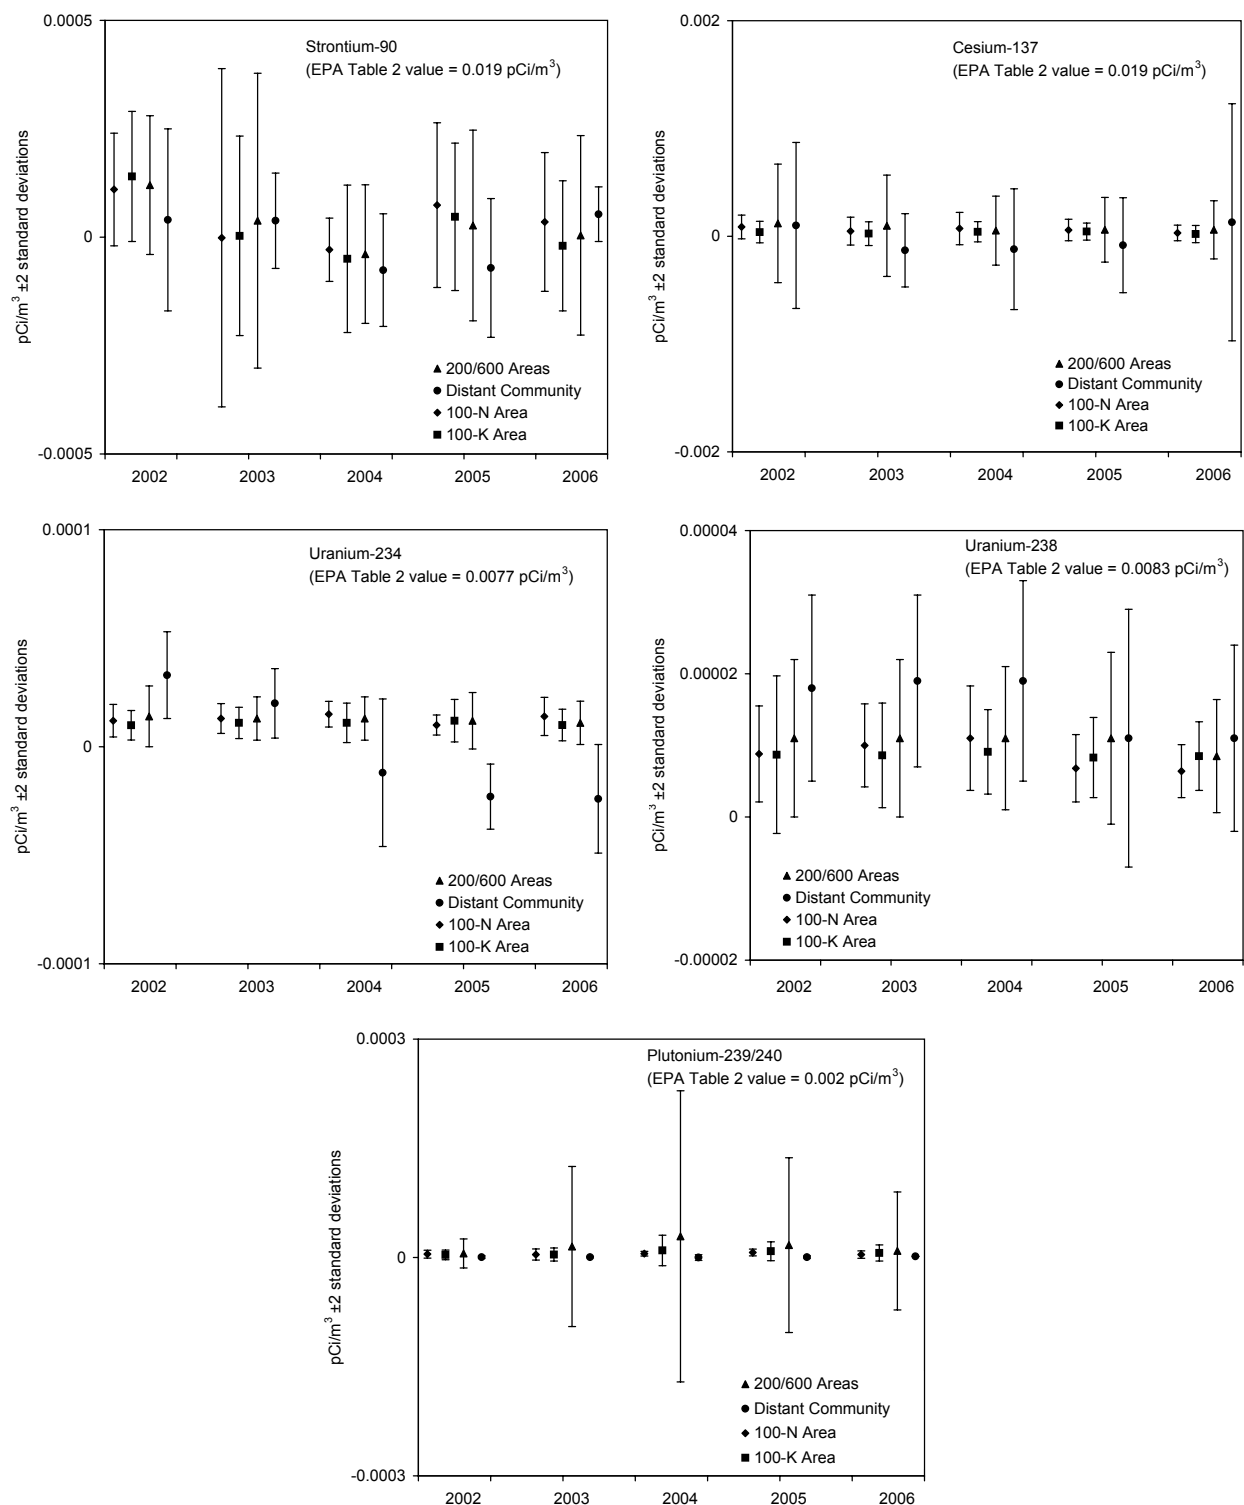 0.0005
Strontium-90
(EPA Table 2 value = 0.019 pCi/m³)
pCi/m³ ±2 standard deviations
0
200/600 Areas
Distant Community
100-N Area
100-K Area
-0.0005
2002 2003 2004 2005 2006
0.002
Cesium-137
(EPA Table 2 value = 0.019 pCi/m³)
pCi/m³ ±2 standard deviations
0
200/600 Areas
Distant Community
100-N Area
100-K Area
-0.002
2002 2003 2004 2005 2006
0.0001
Uranium-234
(EPA Table 2 value = 0.0077 pCi/m³)
pCi/m³ ±2 standard deviations
0
200/600 Areas
Distant Community
100-N Area
100-K Area
-0.0001
2002 2003 2004 2005 2006
0.00004
Uranium-238
(EPA Table 2 value = 0.0083 pCi/m³)
0.00002
pCi/m³ ±2 standard deviations
0
200/600 Areas
Distant Community
100-N Area
100-K Area
-0.00002
2002 2003 2004 2005 2006
0.0003
Plutonium-239/240
(EPA Table 2 value = 0.002 pCi/m³)
pCi/m³ ±2 standard deviations
0
200/600 Areas
Distant Community
100-N Area
100-K Area
-0.0003
2002 2003 2004 2005 2006